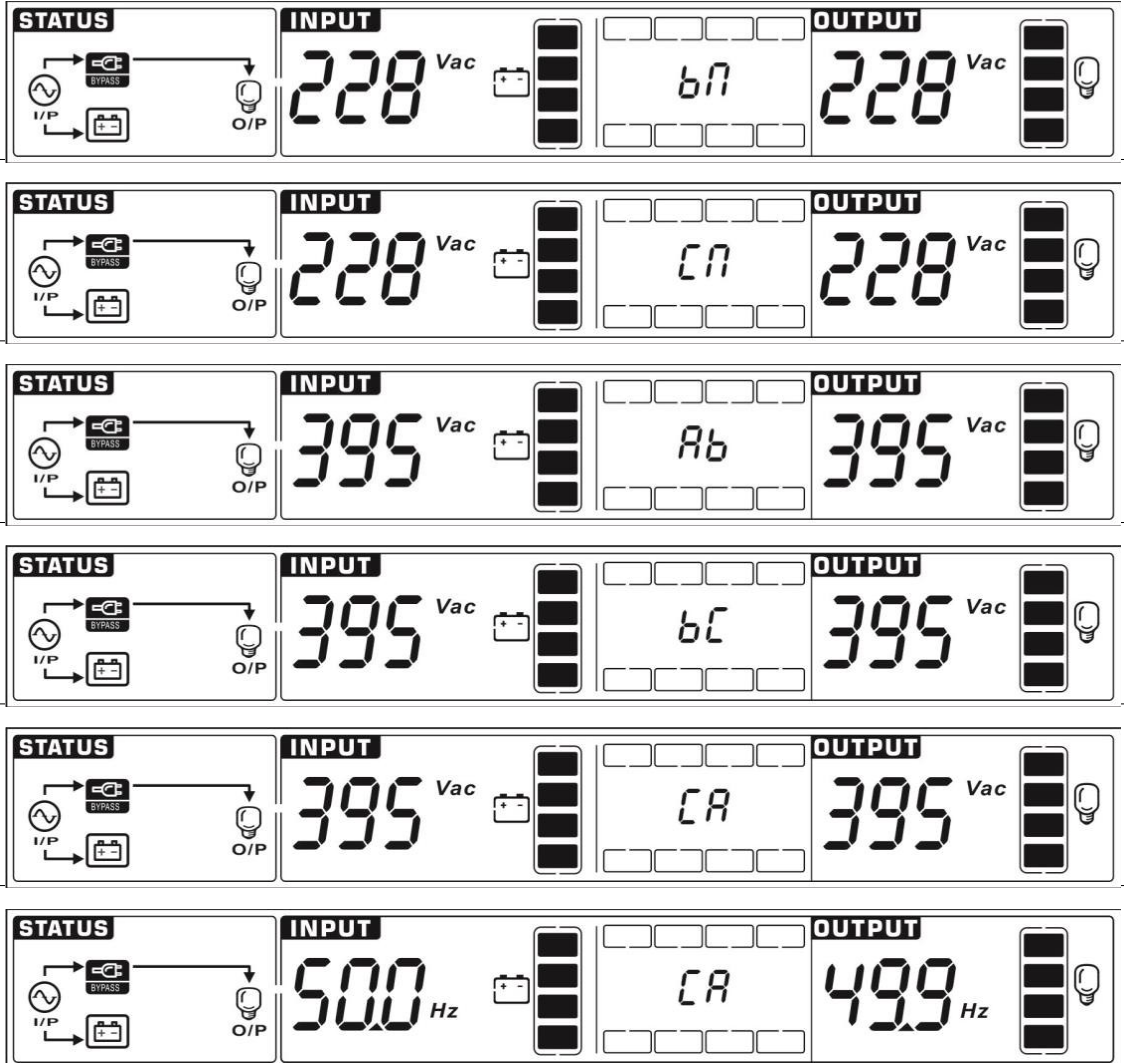 STATUS INPUT OUTPUT
BYPASS 228 Vac bn 228 Vac
I/P O/P
STATUS INPUT OUTPUT
BYPASS 228 Vac Cn 228 Vac
I/P O/P
STATUS INPUT OUTPUT
BYPASS 395 Vac Ab 395 Vac
I/P O/P
STATUS INPUT OUTPUT
BYPASS 395 Vac bC 395 Vac
I/P O/P
STATUS INPUT OUTPUT
BYPASS 395 Vac CA 395 Vac
I/P O/P
STATUS INPUT OUTPUT
BYPASS 50.0 Hz CA 49.9 Hz
I/P O/P